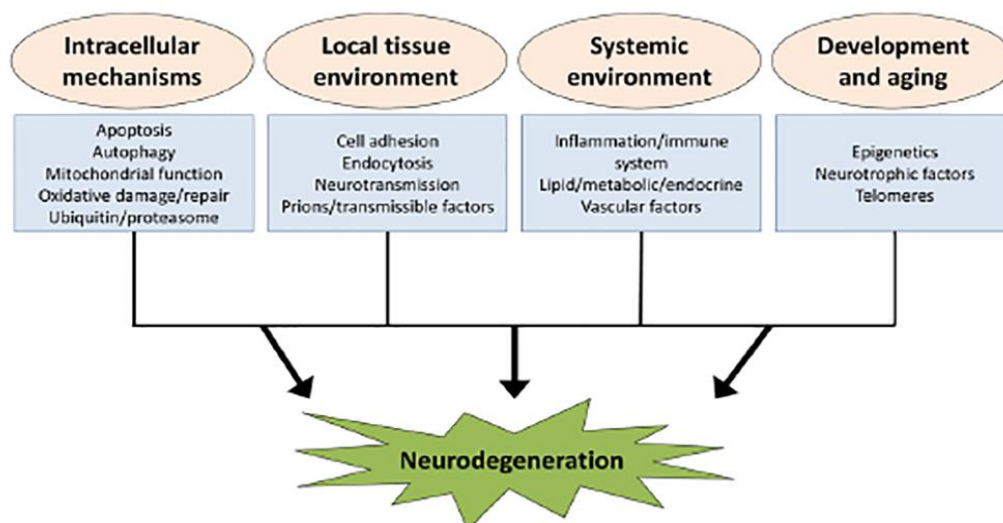 Intracellular
mechanisms
Local tissue
environment
Systemic
environment
Development
and aging
Apoptosis
Autophagy
Mitochondrial function
Oxidative damage/repair
Ubiquitin/proteasome
Cell adhesion
Endocytosis
Neurotransmission
Prions/transmissible factors
Inflammation/immune
system
Lipid/metabolic/endocrine
Vascular factors
Epigenetics
Neurotrophic factors
Telomeres
Neurodegeneration